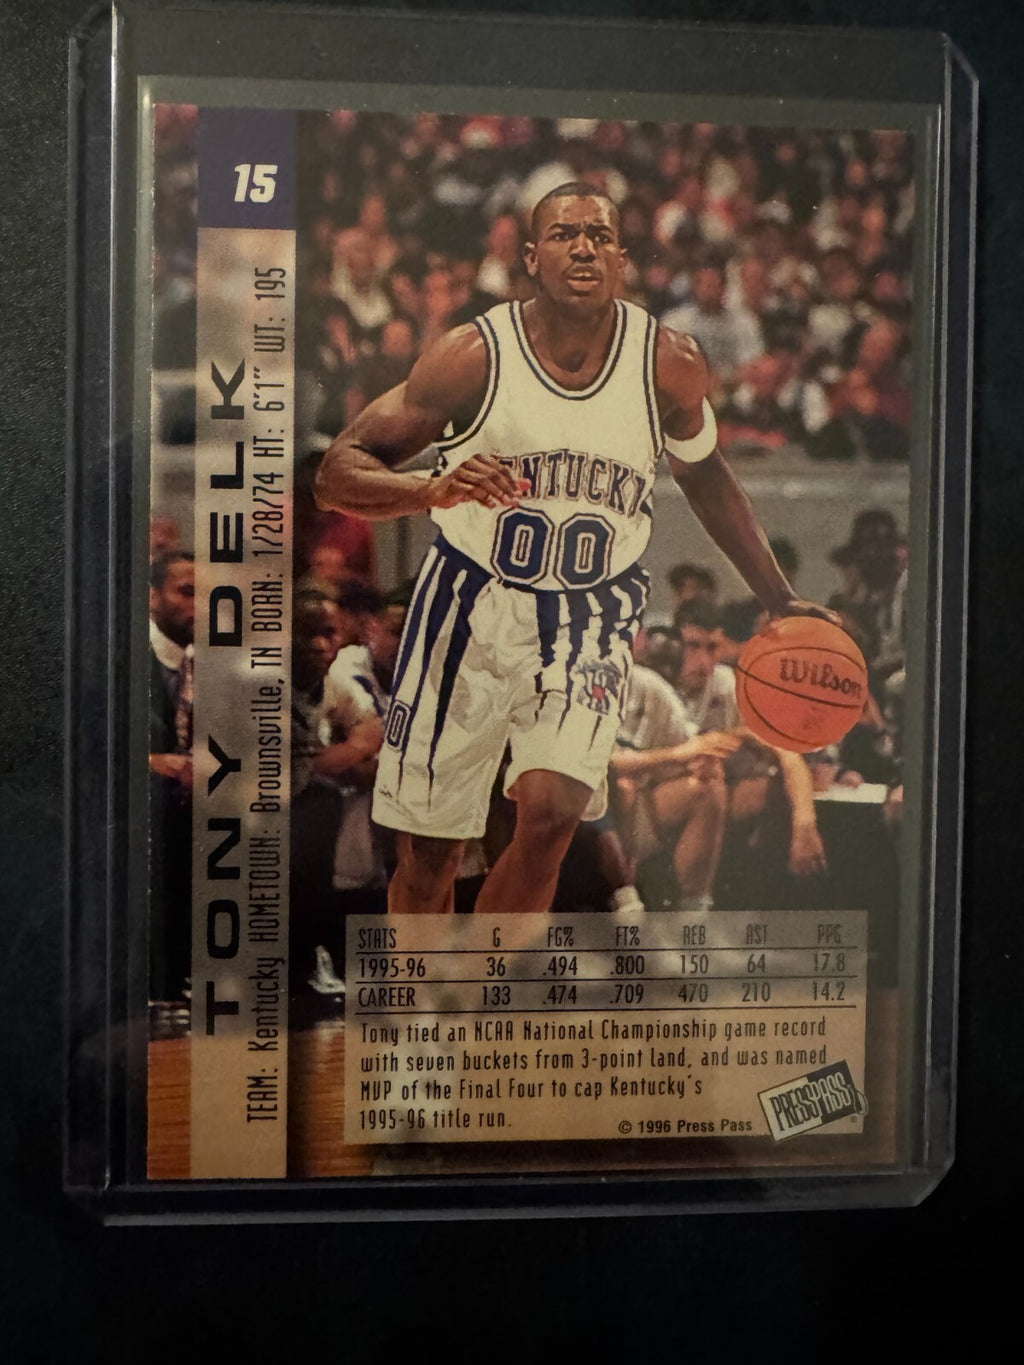 15
TONY DELK
TEAM: Kentucky HOMETOWN: Brownsville, TN BORN: 1/28/74 HT: 6'1" WT: 195
KENTUCKY
00
Wilson
0
STATS G FG% FT% REB AST PPG
1995-96 36 .494 .800 150 64 17.8
CAREER 133 .474 .709 470 210 14.2
Tony tied an NCAA National Championship game record
with seven buckets from 3-point land, and was named
MVP of the Final Four to cap Kentucky's
1995-96 title run.
© 1996 Press Pass
PRESS PASS
®